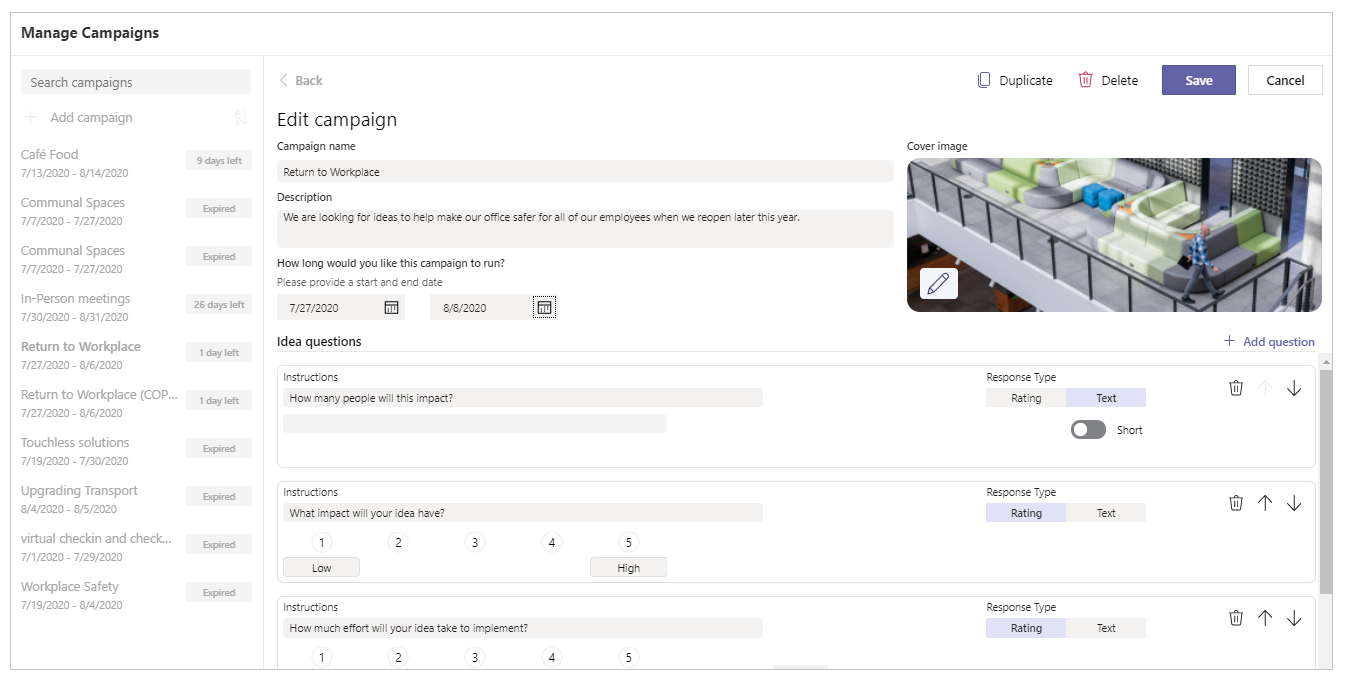 Manage Campaigns
Search campaigns
Add campaign
Café Food
7/13/2020 - 8/14/2020
9 days left
Communal Spaces
7/7/2020 - 7/27/2020
Expired
Communal Spaces
7/7/2020 - 7/27/2020
Expired
In-Person meetings
7/30/2020 - 8/31/2020
26 days left
Return to Workplace
7/27/2020 - 8/6/2020
1 day left
Return to Workplace (COP...
7/27/2020 - 8/6/2020
1 day left
Touchless solutions
7/19/2020 - 7/30/2020
Expired
Upgrading Transport
8/4/2020 - 8/5/2020
Expired
virtual checkin and check...
7/1/2020 - 7/29/2020
Expired
Workplace Safety
7/19/2020 - 8/4/2020
Expired
Back
Duplicate
Delete
Save
Cancel
Edit campaign
Campaign name
Return to Workplace
Description
We are looking for ideas to help make our office safer for all of our employees when we reopen later this year.
How long would you like this campaign to run?
Please provide a start and end date
7/27/2020
8/8/2020
Cover image
Idea questions
Add question
Instructions
How many people will this impact?
Response Type
Rating
Text
Short
Instructions
What impact will your idea have?
Response Type
Rating
Text
1 2 3 4 5
Low
High
Instructions
How much effort will your idea take to implement?
Response Type
Rating
Text
1 2 3 4 5